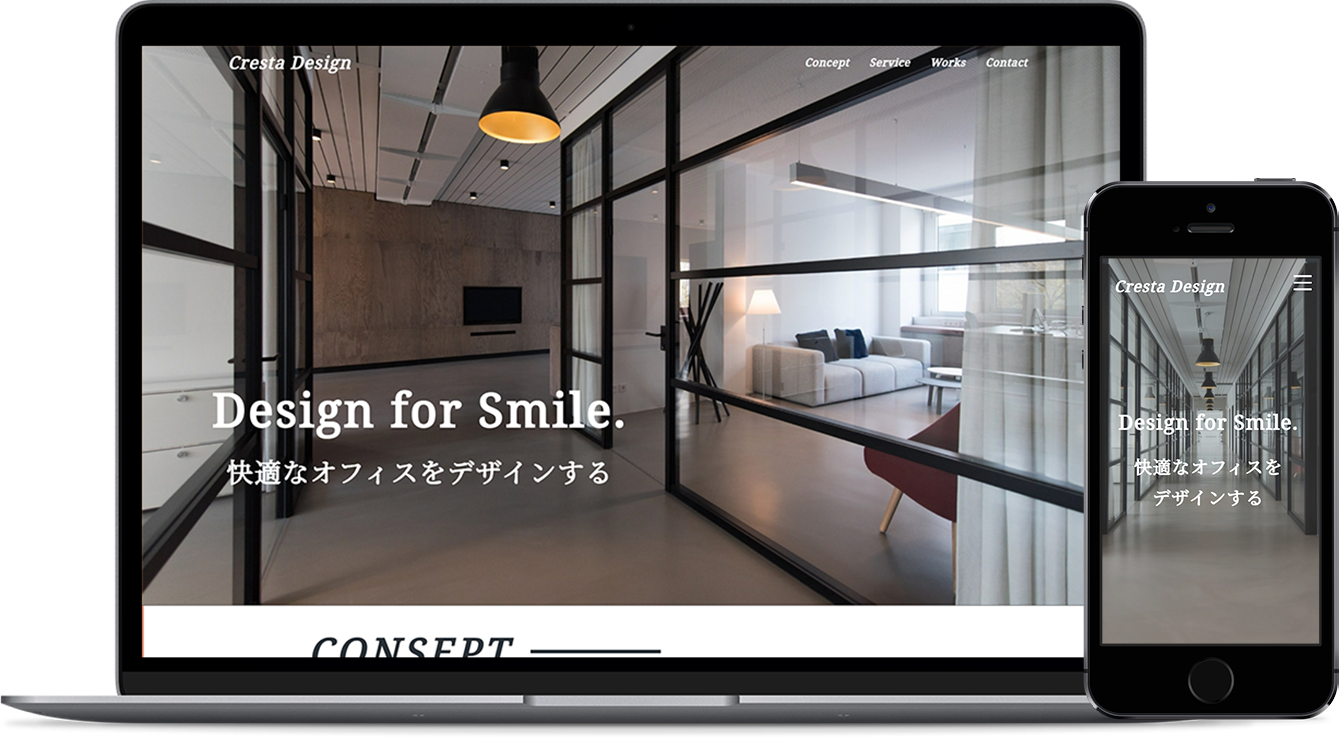 Cresta Design
Concept Service Works Contact
Design for Smile.
快適なオフィスをデザインする
CONSEPT
Cresta Design
Design for Smile.
快適なオフィスを
デザインする